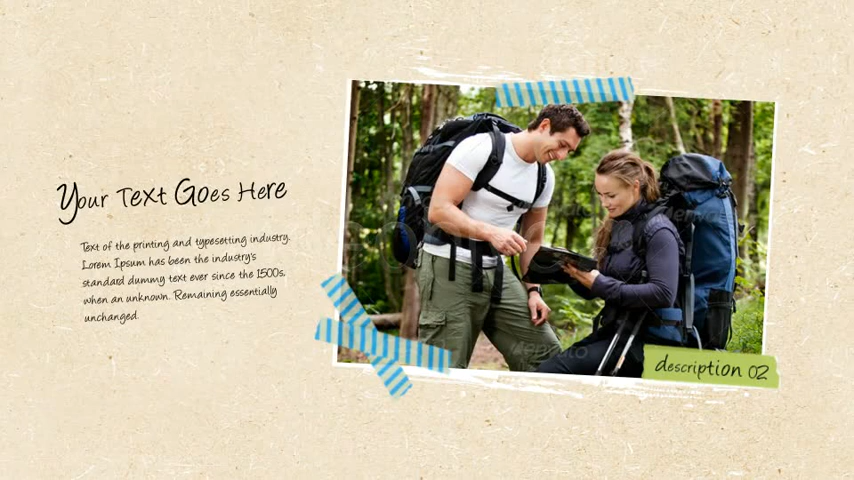 Your Text Goes Here
Text of the printing and typesetting industry.
Lorem Ipsum has been the industry's
standard dummy text ever since the 1500s,
when an unknown. Remaining essentially
unchanged.
description 02